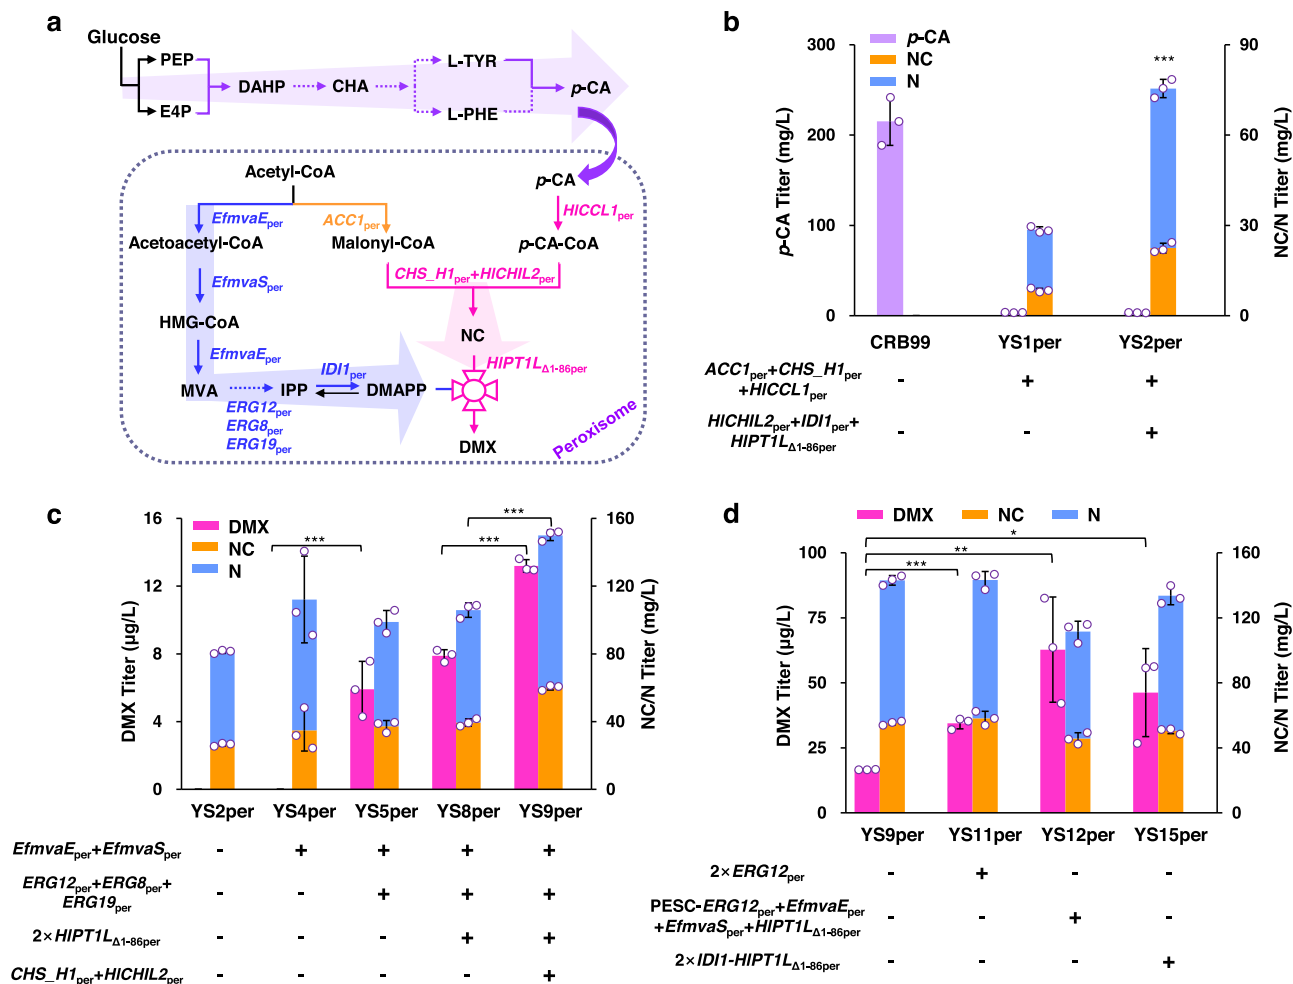 a
Glucose
PEP
E4P
DAHP
CHA
L-TYR
L-PHE
p-CA
Acetyl-CoA
p-CA
EfmvaEper
ACC1per
HICCL1per
Acetoacetyl-CoA
Malonyl-CoA
p-CA-CoA
EfmvaSper
CHS_H1per+HICHIL2per
HMG-CoA
NC
EfmvaEper
IDI1per
HIPT1LΔ1-86per
MVA
IPP
DMAPP
ERG12per
ERG8per
ERG19per
DMX
Peroxisome
b
p-CA
NC
N
p-CA Titer (mg/L)
300
200
100
0
NC/N Titer (mg/L)
90
60
30
0
***
CRB99 YS1per YS2per
ACC1per+CHS_H1per
+HICCL1per
- + +
HICHIL2per+IDI1per+
HIPT1LΔ1-86per
- - +
c
DMX
NC
N
DMX Titer (µg/L)
16
12
8
4
0
NC/N Titer (mg/L)
160
120
80
40
0
***
***
***
YS2per YS4per YS5per YS8per YS9per
EfmvaEper+EfmvaSper - + + + +
ERG12per+ERG8per+
ERG19per
- - + + +
2×HIPT1LΔ1-86per - - - + +
CHS_H1per+HICHIL2per - - - - +
d
DMX NC N
DMX Titer (µg/L)
100
75
50
25
0
NC/N Titer (mg/L)
160
120
80
40
0
*
**
***
YS9per YS11per YS12per YS15per
2×ERG12per - + - -
PESC-ERG12per+EfmvaEper
+EfmvaSper+HIPT1LΔ1-86per
- - + -
2×IDI1-HIPT1LΔ1-86per - - - +